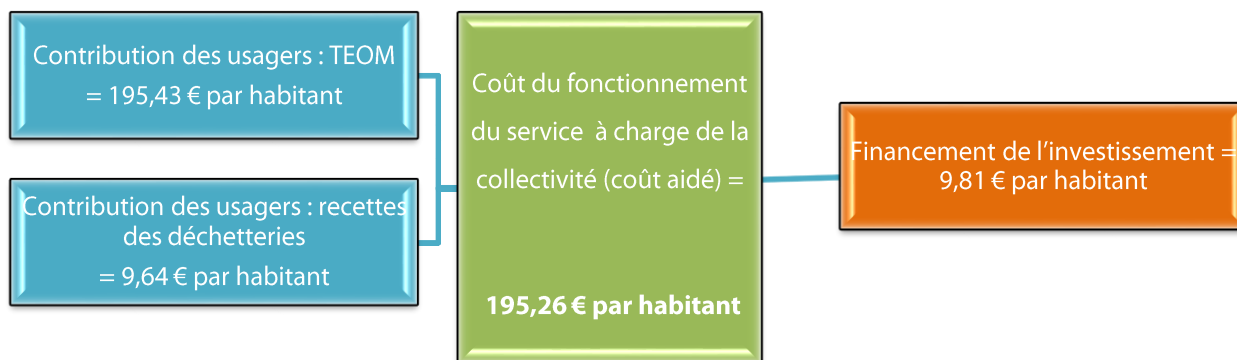 Contribution des usagers : TEOM
= 195,43 € par habitant
Contribution des usagers : recettes
des déchetteries
= 9,64 € par habitant
Coût du fonctionnement
du service à charge de la
collectivité (coût aidé) =
195,26 € par habitant
Financement de l’investissement =
9,81 € par habitant